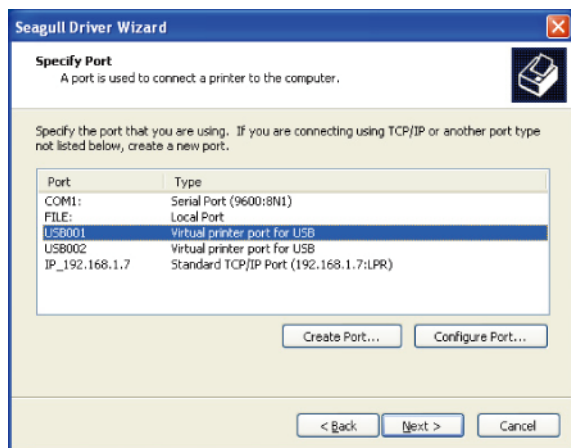 Seagull Driver Wizard
Specify Port
A port is used to connect a printer to the computer.
Specify the port that you are using. If you are connecting using TCP/IP or another port type
not listed below, create a new port.
Port Type
COM1: Serial Port (9600:8N1)
FILE: Local Port
USB001 Virtual printer port for USB
USB002 Virtual printer port for USB
IP_192.168.1.7 Standard TCP/IP Port (192.168.1.7:LPR)
Create Port... Configure Port...
< Back Next > Cancel